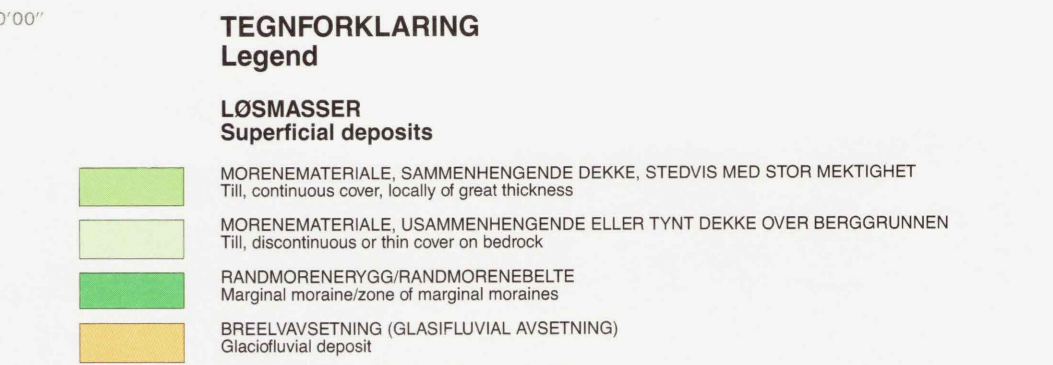 0'00"
TEGNFORKLARING
Legend
LØSMASSER
Superficial deposits
MORENEMATERIALE, SAMMENHENGENDE DEKKE, STEDVIS MED STOR MEKTIGHET
Till, continuous cover, locally of great thickness
MORENEMATERIALE, USAMMENHENGENDE ELLER TYNT DEKKE OVER BERGGRUNNEN
Till, discontinuous or thin cover on bedrock
RANDMORENERYGG/RANDMORENEBELTE
Marginal moraine/zone of marginal moraines
BREELVAVSETNING (GLASIFLUVIAL AVSETNING)
Glaciofluvial deposit